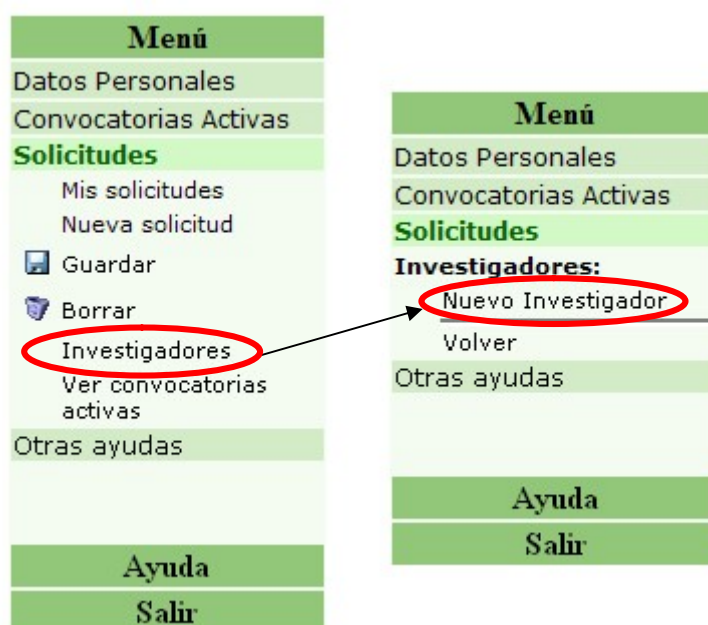 Menú
Datos Personales
Convocatorias Activas
Solicitudes
Mis solicitudes
Nueva solicitud
Guardar
Borrar
Investigadores
Ver convocatorias
activas
Otras ayudas
Ayuda
Salir
Menú
Datos Personales
Convocatorias Activas
Solicitudes
Investigadores:
Nuevo Investigador
Volver
Otras ayudas
Ayuda
Salir